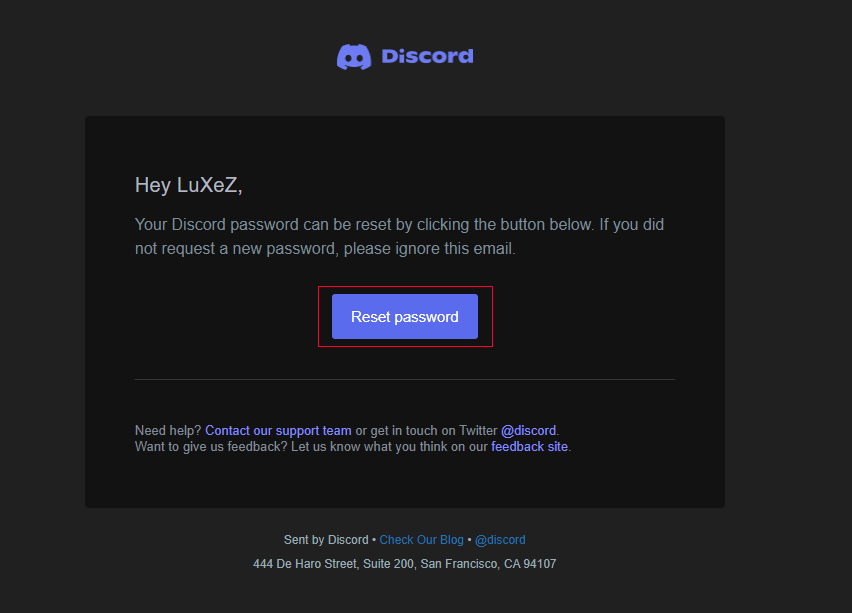 Discord
Hey LuXeZ,
Your Discord password can be reset by clicking the button below. If you did
not request a new password, please ignore this email.
Reset password
Need help? Contact our support team or get in touch on Twitter @discord.
Want to give us feedback? Let us know what you think on our feedback site.
Sent by Discord • Check Our Blog • @discord
444 De Haro Street, Suite 200, San Francisco, CA 94107